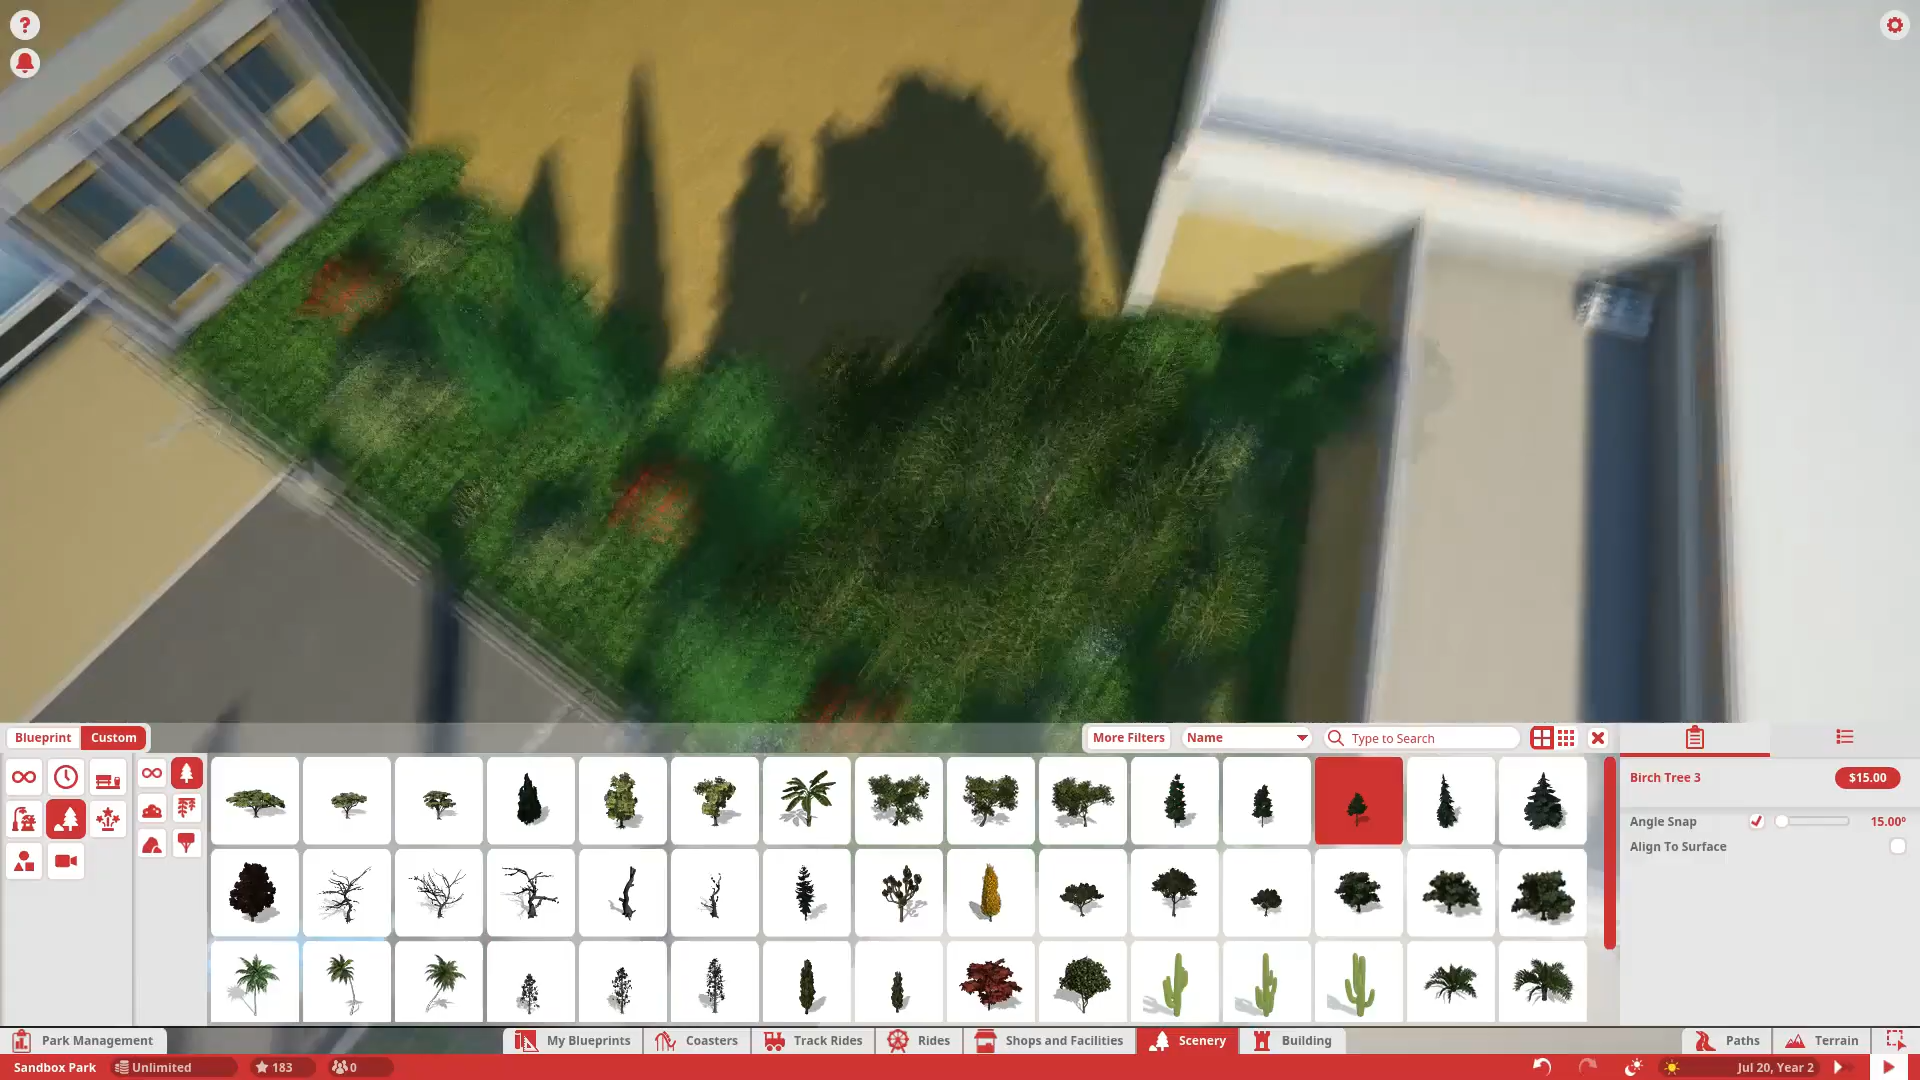 ?
Blueprint
Custom
More Filters
Name
Type to Search
Birch Tree 3
$15.00
Angle Snap
15.00°
Align To Surface
Park Management
My Blueprints
Coasters
Track Rides
Rides
Shops and Facilities
Scenery
Building
Paths
Terrain
Sandbox Park
Unlimited
183
0
Jul 20, Year 2